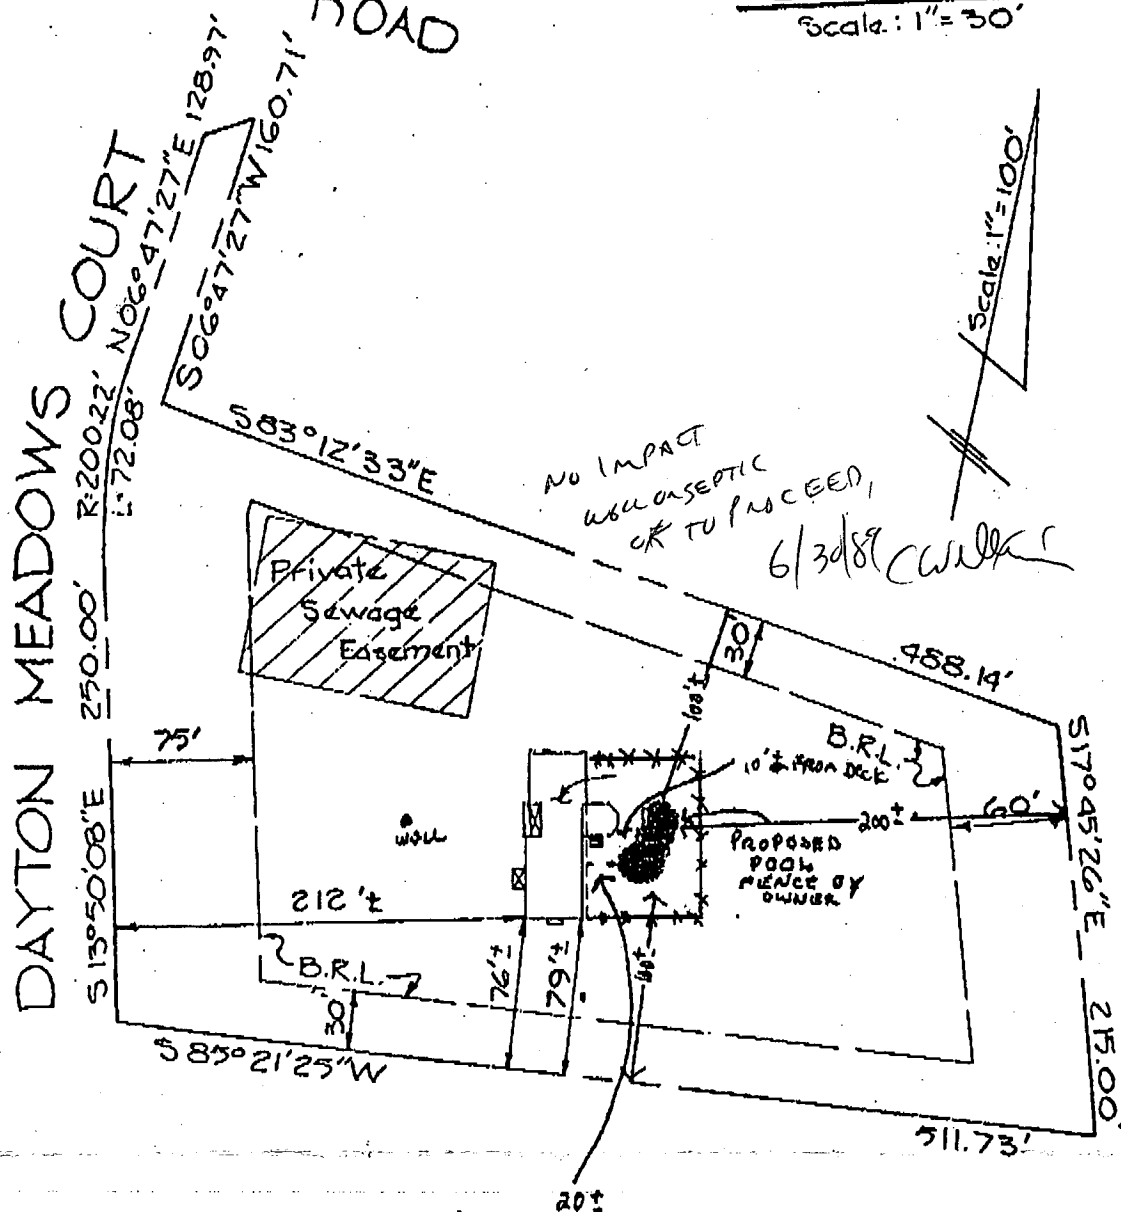 ROAD
Scale: 1"= 30'
Scale: 1"=100'
DAYTON MEADOWS COURT
N06°47'27"E 128.97'
S06°47'27"W 160.71'
R=200.22'
L=72.08'
S83°12'33"E
488.14'
NO IMPACT
WELL OR SEPTIC
OK TO PROCEED,
6/30/89
Private
Sewage
Easement
S13°50'08"E 250.00'
75'
30
100'±
B.R.L.
10'± FROM DECK
200±
60'
S17°45'26"E 215.00'
WELL
PROPOSED
POOL
FENCE BY
OWNER
212'±
B.R.L.
76'±
79'±
30
S85°21'25"W
511.73'
20±